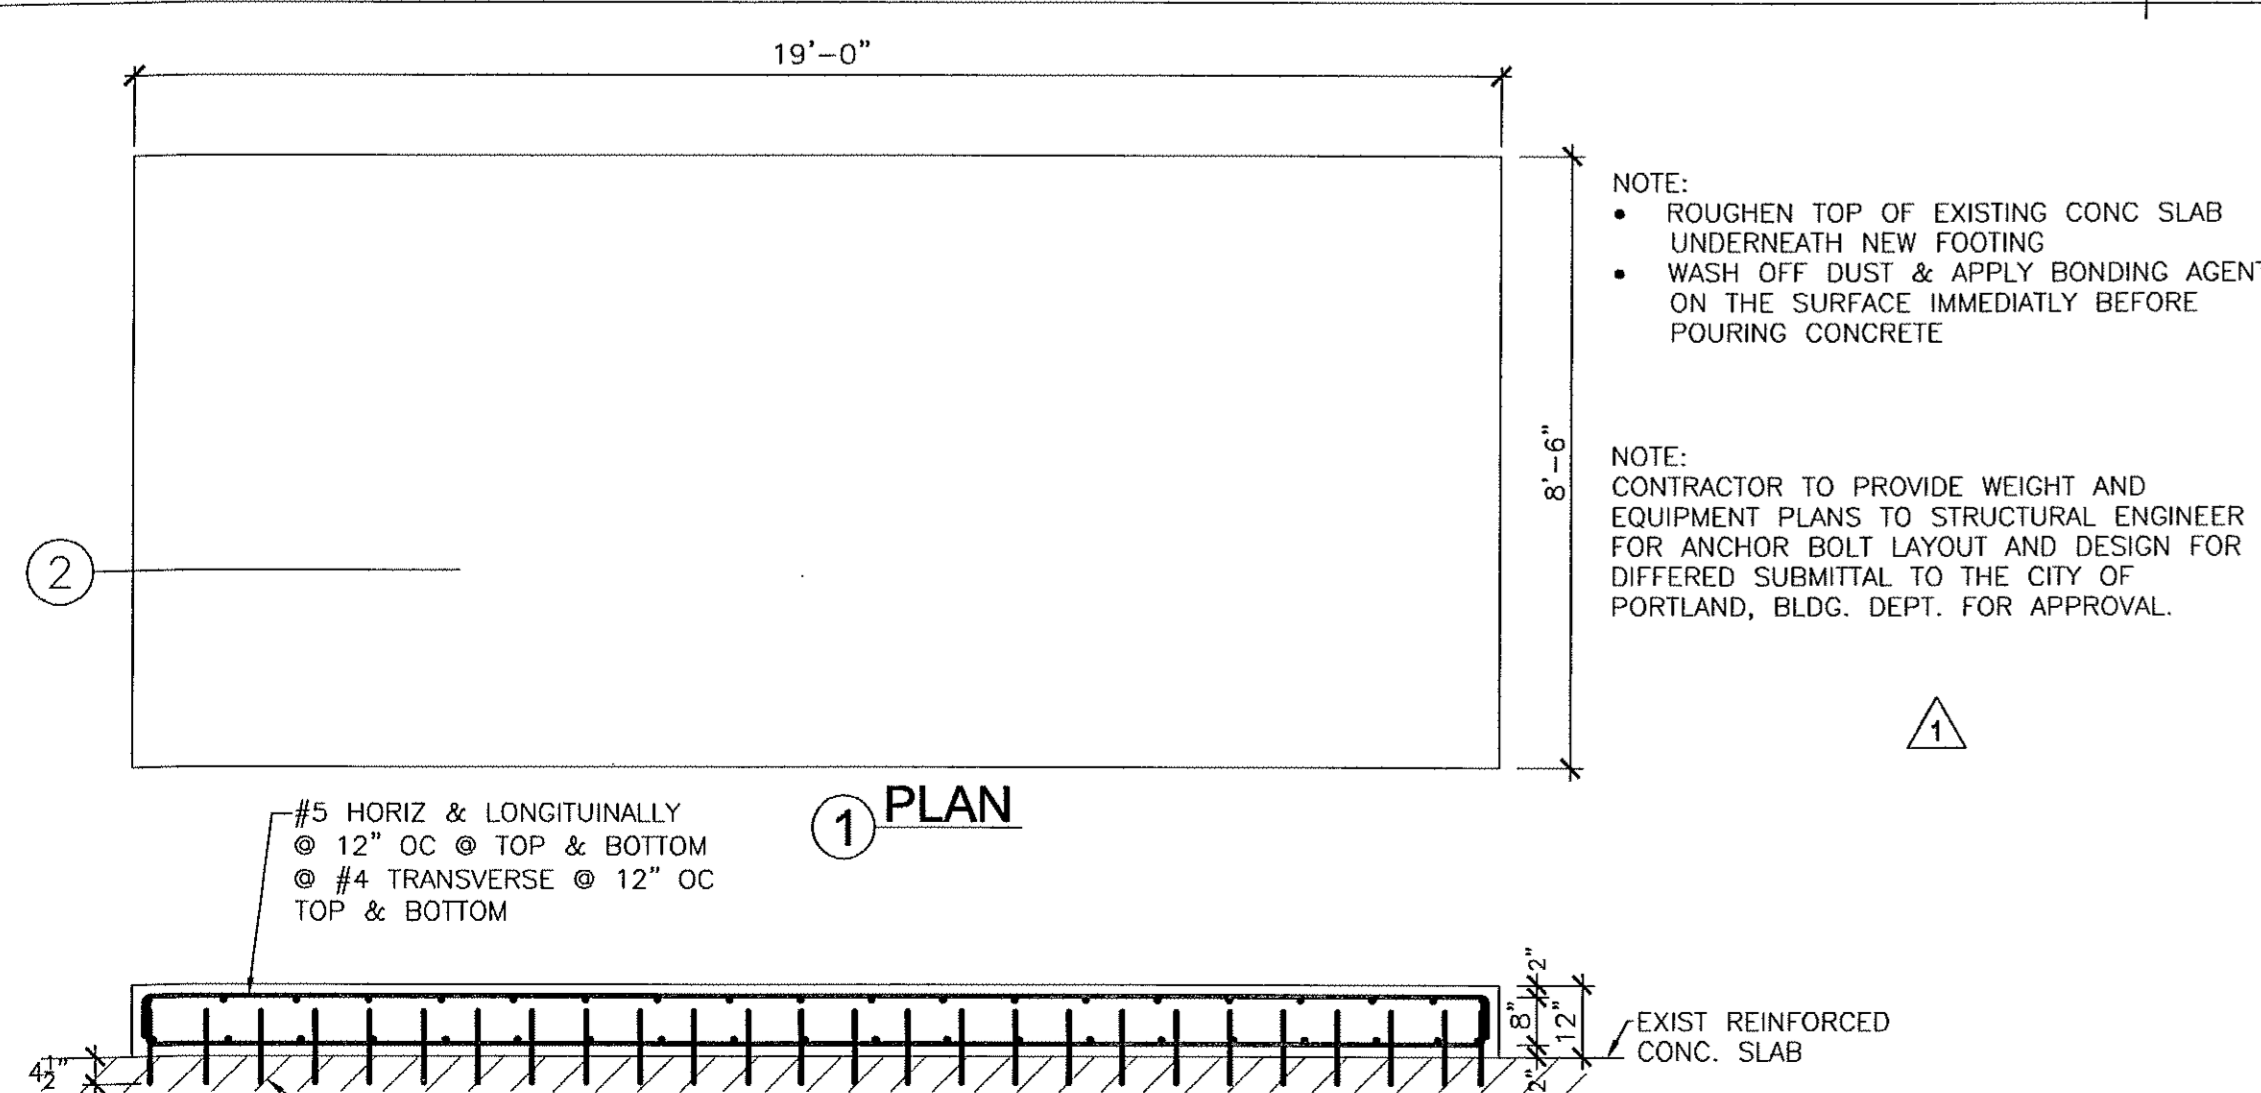 19'-0"
NOTE:
• ROUGHEN TOP OF EXISTING CONC SLAB
UNDERNEATH NEW FOOTING
• WASH OFF DUST & APPLY BONDING AGENT
ON THE SURFACE IMMEDIATLY BEFORE
POURING CONCRETE
8'-6"
NOTE:
CONTRACTOR TO PROVIDE WEIGHT AND
EQUIPMENT PLANS TO STRUCTURAL ENGINEER
FOR ANCHOR BOLT LAYOUT AND DESIGN FOR
DIFFERED SUBMITTAL TO THE CITY OF
PORTLAND, BLDG. DEPT. FOR APPROVAL.
2
1
1 PLAN
#5 HORIZ & LONGITUINALLY
@ 12" OC @ TOP & BOTTOM
@ #4 TRANSVERSE @ 12" OC
TOP & BOTTOM
2"
8"
12"
2"
EXIST REINFORCED
CONC. SLAB
4½"